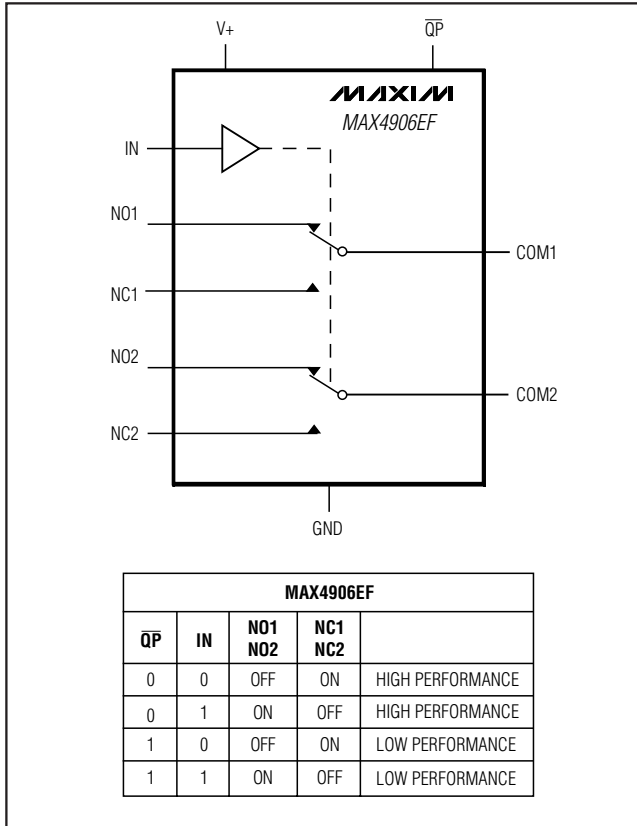 V+
Q̅P̅
MAXIM
MAX4906EF
IN
NO1
COM1
NC1
NO2
COM2
NC2
GND
MAX4906EF
Q̅P̅ IN NO1 NO2 NC1 NC2
0 0 OFF ON HIGH PERFORMANCE
0 1 ON OFF HIGH PERFORMANCE
1 0 OFF ON LOW PERFORMANCE
1 1 ON OFF LOW PERFORMANCE